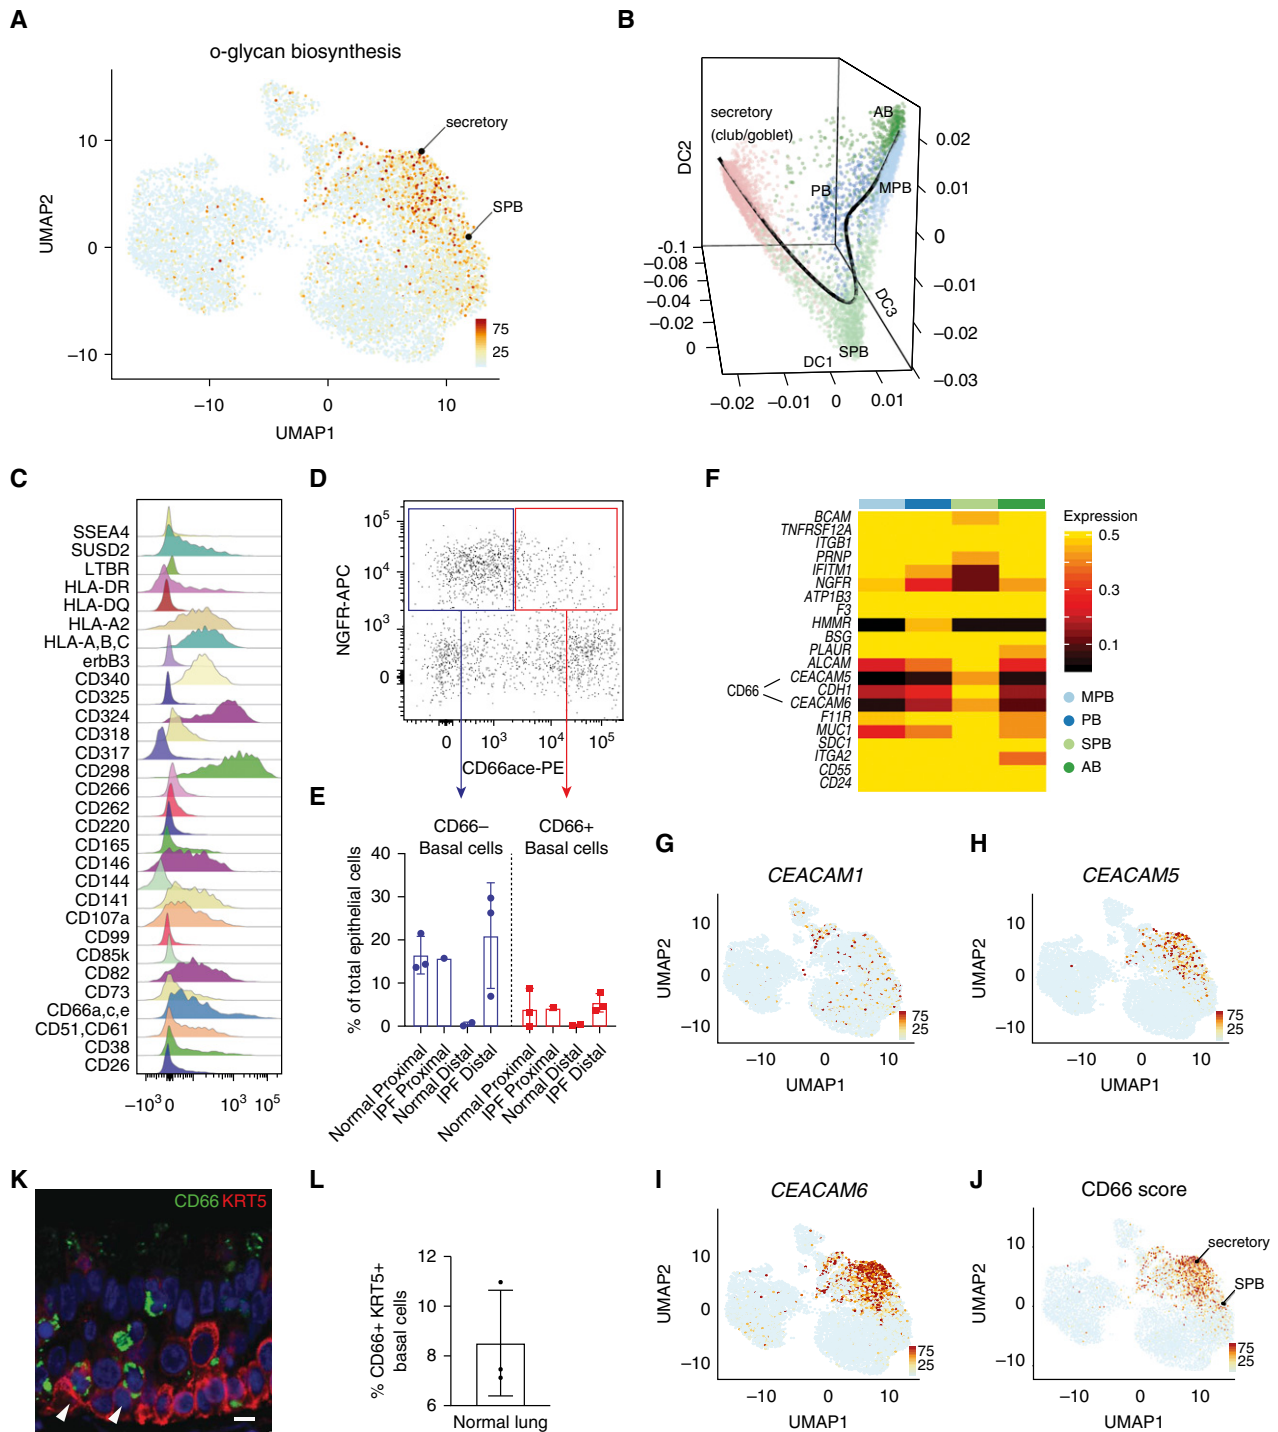 A
o-glycan biosynthesis
secretory
SPB
10
0
−10
UMAP2
75
25
−10
0
10
UMAP1
B
secretory
(club/goblet)
AB
PB
MPB
SPB
DC2
DC1
DC3
-0.1
−0.08
−0.06
−0.04
−0.02
0
0.02
0.01
0
−0.01
−0.02
−0.03
−0.02
−0.01
0
0.01
C
SSEA4
SUSD2
LTBR
HLA-DR
HLA-DQ
HLA-A2
HLA-A,B,C
erbB3
CD340
CD325
CD324
CD318
CD317
CD298
CD266
CD262
CD220
CD165
CD146
CD144
CD141
CD107a
CD99
CD85k
CD82
CD73
CD66a,c,e
CD51,CD61
CD38
CD26
−10³ 0 10³ 10⁵
D
NGFR-APC
10⁵
10⁴
10³
0
0 10³ 10⁴ 10⁵
CD66ace-PE
E
CD66−
Basal cells
CD66+
Basal cells
% of total epithelial cells
40
30
20
10
0
Normal Proximal
IPF Proximal
Normal Distal
IPF Distal
Normal Proximal
IPF Proximal
Normal Distal
IPF Distal
F
BCAM
TNFRSF12A
ITGB1
PRNP
IFITM1
NGFR
ATP1B3
F3
HMMR
BSG
PLAUR
ALCAM
CEACAM5
CDH1
CEACAM6
F11R
MUC1
SDC1
ITGA2
CD55
CD24
CD66
Expression
0.5
0.3
0.1
MPB
PB
SPB
AB
G
CEACAM1
UMAP2
10
0
−10
75
25
−10
0
10
UMAP1
H
CEACAM5
UMAP2
10
0
−10
75
25
−10
0
10
UMAP1
K
CD66 KRT5
L
% CD66+ KRT5+
basal cells
12
10
8
6
Normal lung
I
CEACAM6
UMAP2
10
0
−10
75
25
−10
0
10
UMAP1
J
CD66 score
secretory
SPB
UMAP2
10
0
−10
75
25
−10
0
10
UMAP1